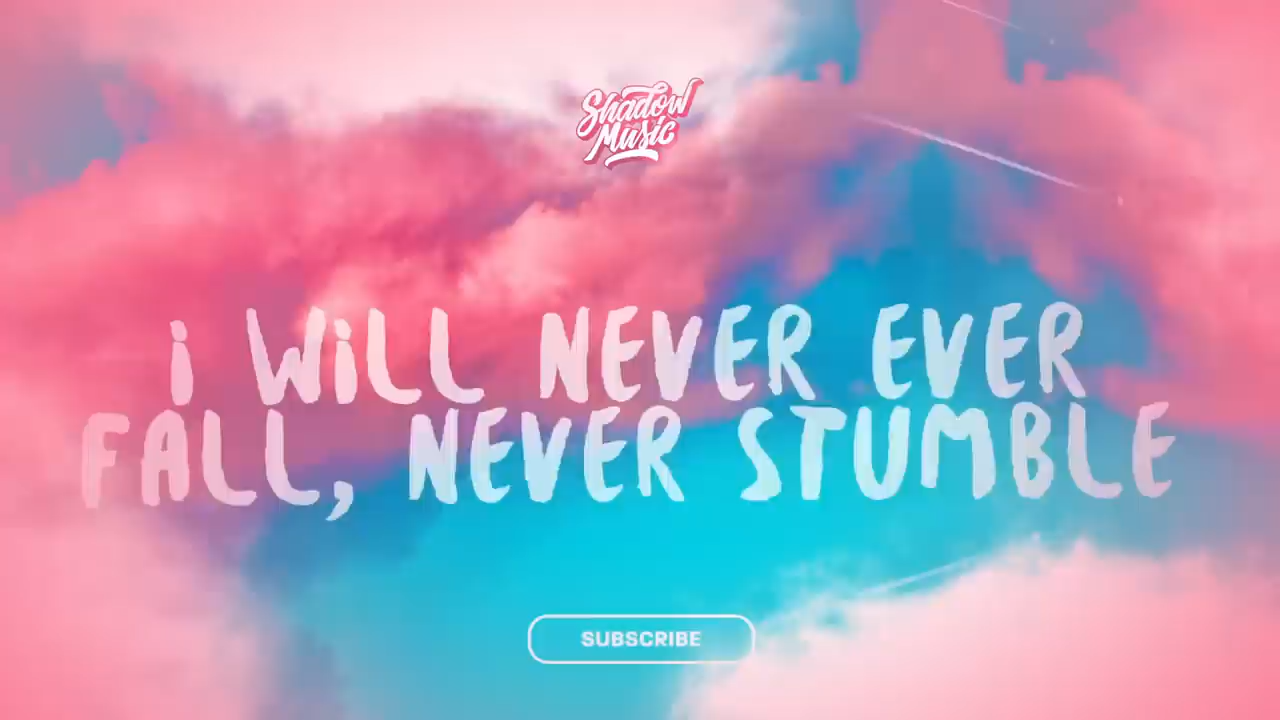 Shadow
Music
i WiLL NEVER EVER
FALL, NEVER STUMBLE
SUBSCRIBE